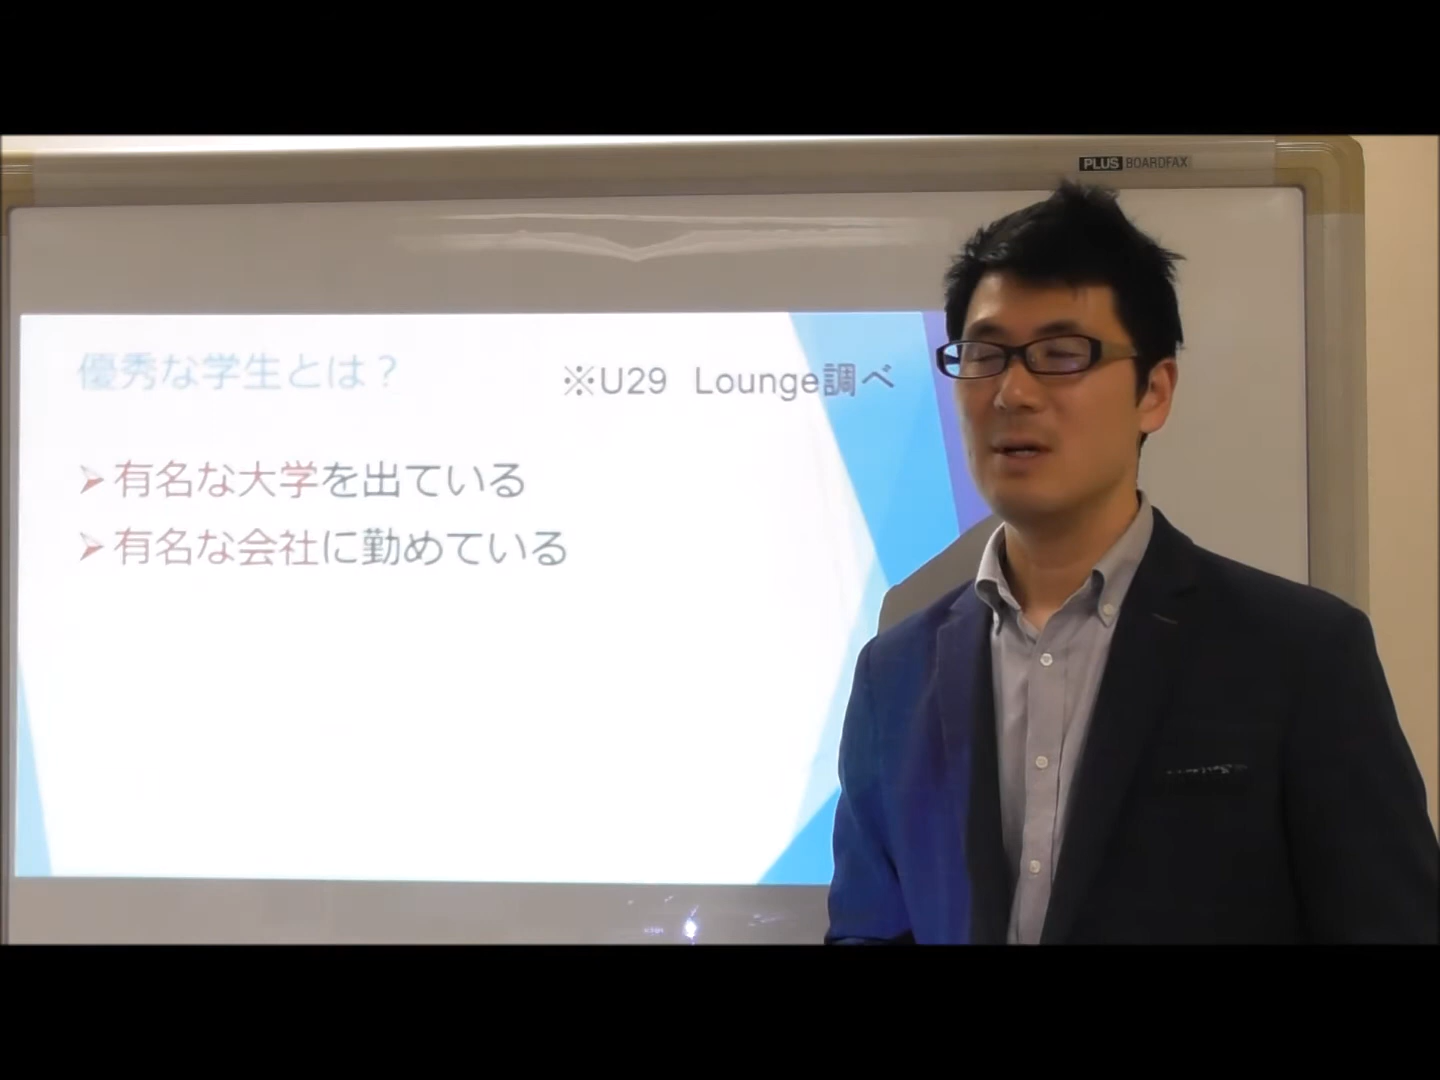 PLUS BOARDFAX
優秀な学生とは？
※U29 Lounge調べ
有名な大学を出ている
有名な会社に勤めている